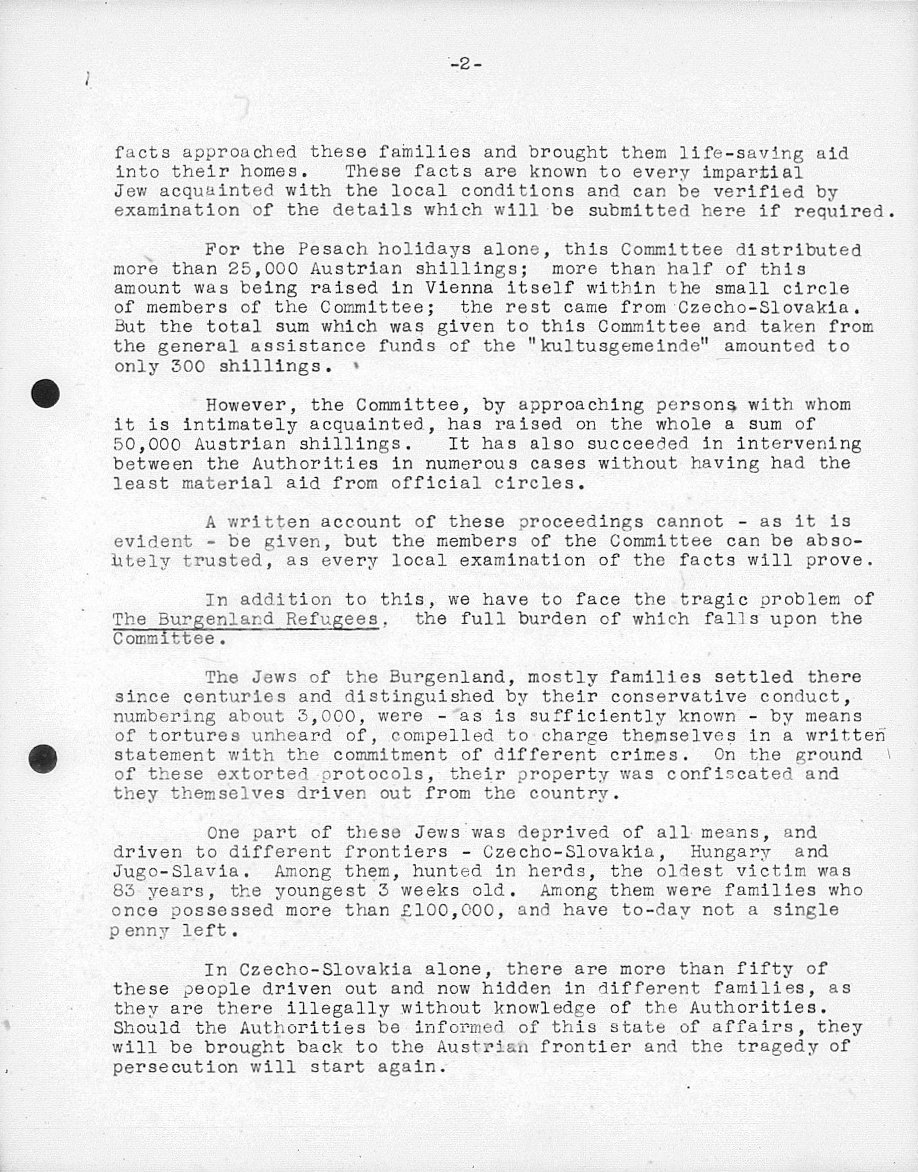 -2-
facts approached these families and brought them life-saving aid
into their homes. These facts are known to every impartial
Jew acquainted with the local conditions and can be verified by
examination of the details which will be submitted here if required.
For the Pesach holidays alone, this Committee distributed
more than 25,000 Austrian shillings; more than half of this
amount was being raised in Vienna itself within the small circle
of members of the Committee; the rest came from Czecho-Slovakia.
But the total sum which was given to this Committee and taken from
the general assistance funds of the "kultusgemeinde" amounted to
only 300 shillings.
However, the Committee, by approaching persons with whom
it is intimately acquainted, has raised on the whole a sum of
50,000 Austrian shillings. It has also succeeded in intervening
between the Authorities in numerous cases without having had the
least material aid from official circles.
A written account of these proceedings cannot - as it is
evident - be given, but the members of the Committee can be abso-
lutely trusted, as every local examination of the facts will prove.
In addition to this, we have to face the tragic problem of
The Burgenland Refugees, the full burden of which falls upon the
Committee.
The Jews of the Burgenland, mostly families settled there
since centuries and distinguished by their conservative conduct,
numbering about 3,000, were - as is sufficiently known - by means
of tortures unheard of, compelled to charge themselves in a written
statement with the commitment of different crimes. On the ground
of these extorted protocols, their property was confiscated and
they themselves driven out from the country.
One part of these Jews was deprived of all means, and
driven to different frontiers - Czecho-Slovakia, Hungary and
Jugo-Slavia. Among them, hunted in herds, the oldest victim was
83 years, the youngest 3 weeks old. Among them were families who
once possessed more than £100,000, and have to-day not a single
penny left.
In Czecho-Slovakia alone, there are more than fifty of
these people driven out and now hidden in different families, as
they are there illegally without knowledge of the Authorities.
Should the Authorities be informed of this state of affairs, they
will be brought back to the Austrian frontier and the tragedy of
persecution will start again.